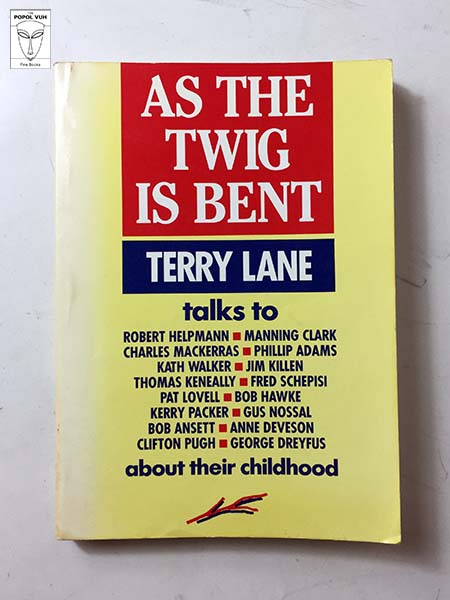 THE
POPOL VUH
Fine Books
AS THE
TWIG
IS BENT
TERRY LANE
talks to
ROBERT HELPMANN ■ MANNING CLARK
CHARLES MACKERRAS ■ PHILLIP ADAMS
KATH WALKER ■ JIM KILLEN
THOMAS KENEALLY ■ FRED SCHEPISI
PAT LOVELL ■ BOB HAWKE
KERRY PACKER ■ GUS NOSSAL
BOB ANSETT ■ ANNE DEVESON
CLIFTON PUGH ■ GEORGE DREYFUS
about their childhood